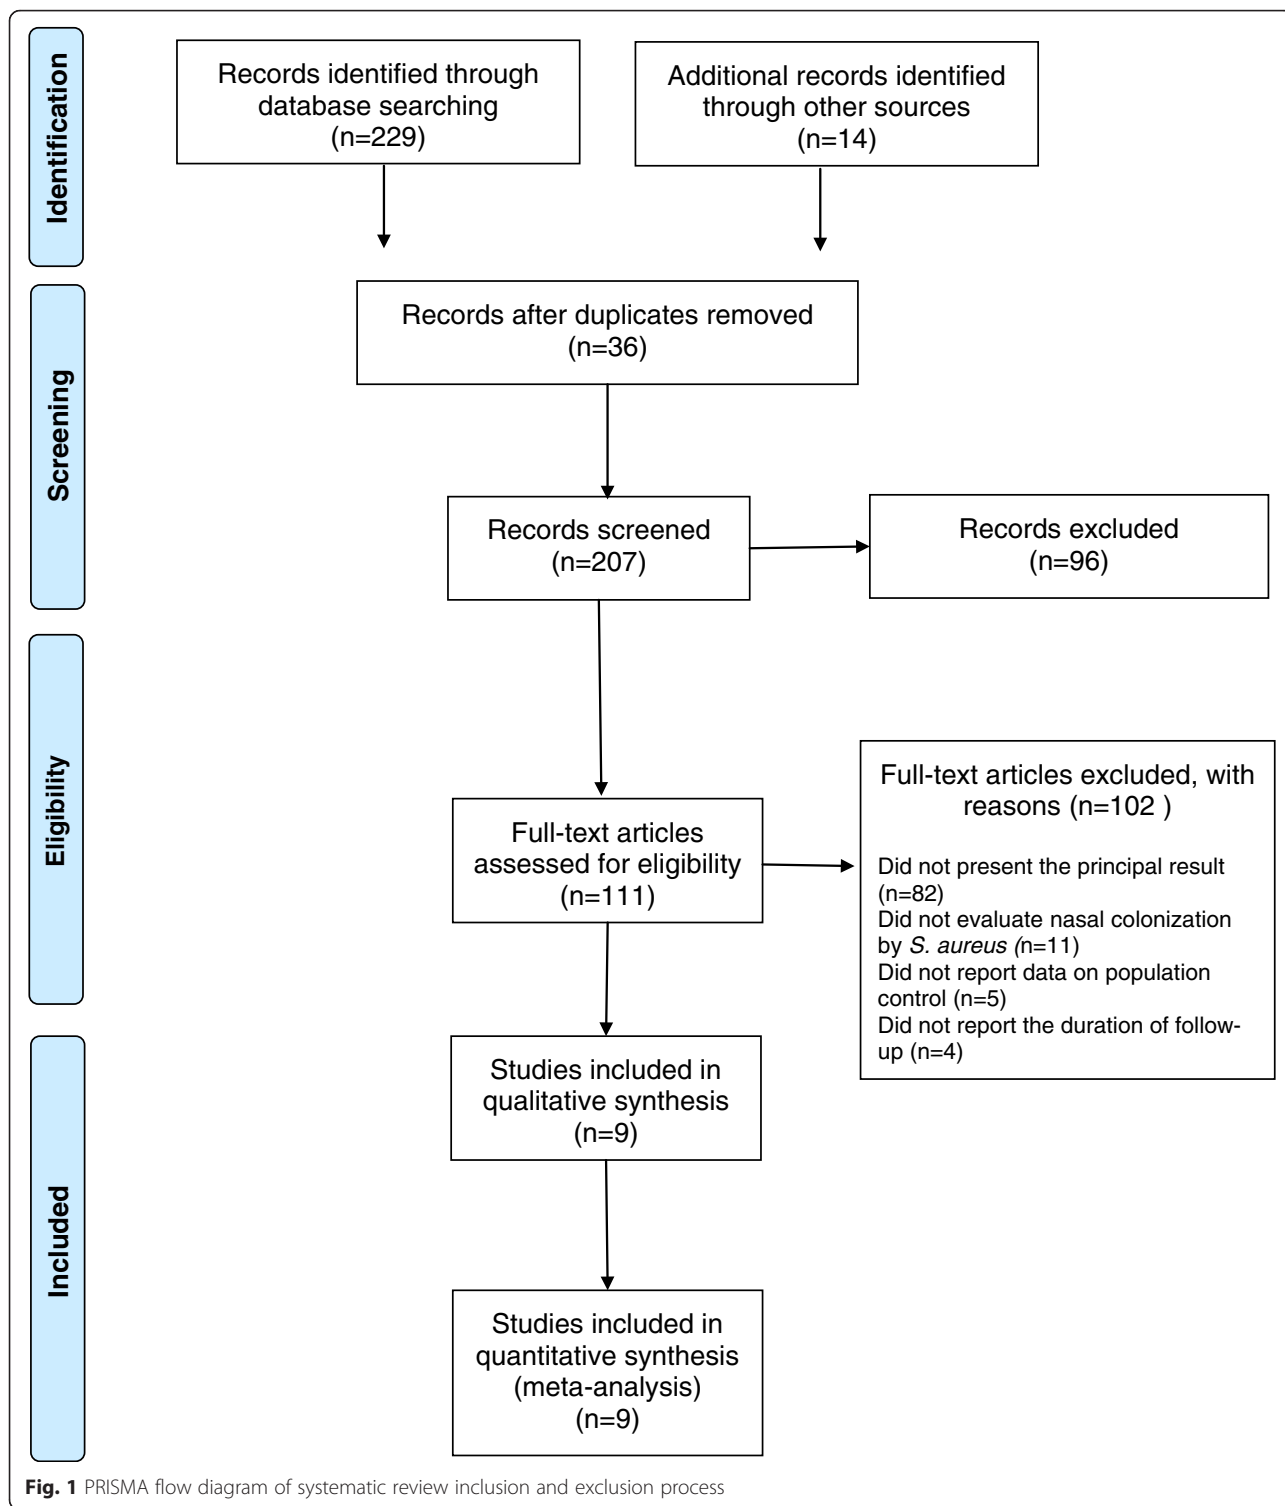 Identification
Records identified through
database searching
(n=229)
Additional records identified
through other sources
(n=14)
Screening
Records after duplicates removed
(n=36)
Records screened
(n=207)
Records excluded
(n=96)
Eligibility
Full-text articles
assessed for eligibility
(n=111)
Full-text articles excluded, with
reasons (n=102 )
Did not present the principal result
(n=82)
Did not evaluate nasal colonization
by S. aureus (n=11)
Did not report data on population
control (n=5)
Did not report the duration of follow-
up (n=4)
Included
Studies included in
qualitative synthesis
(n=9)
Studies included in
quantitative synthesis
(meta-analysis)
(n=9)
Fig. 1 PRISMA flow diagram of systematic review inclusion and exclusion process